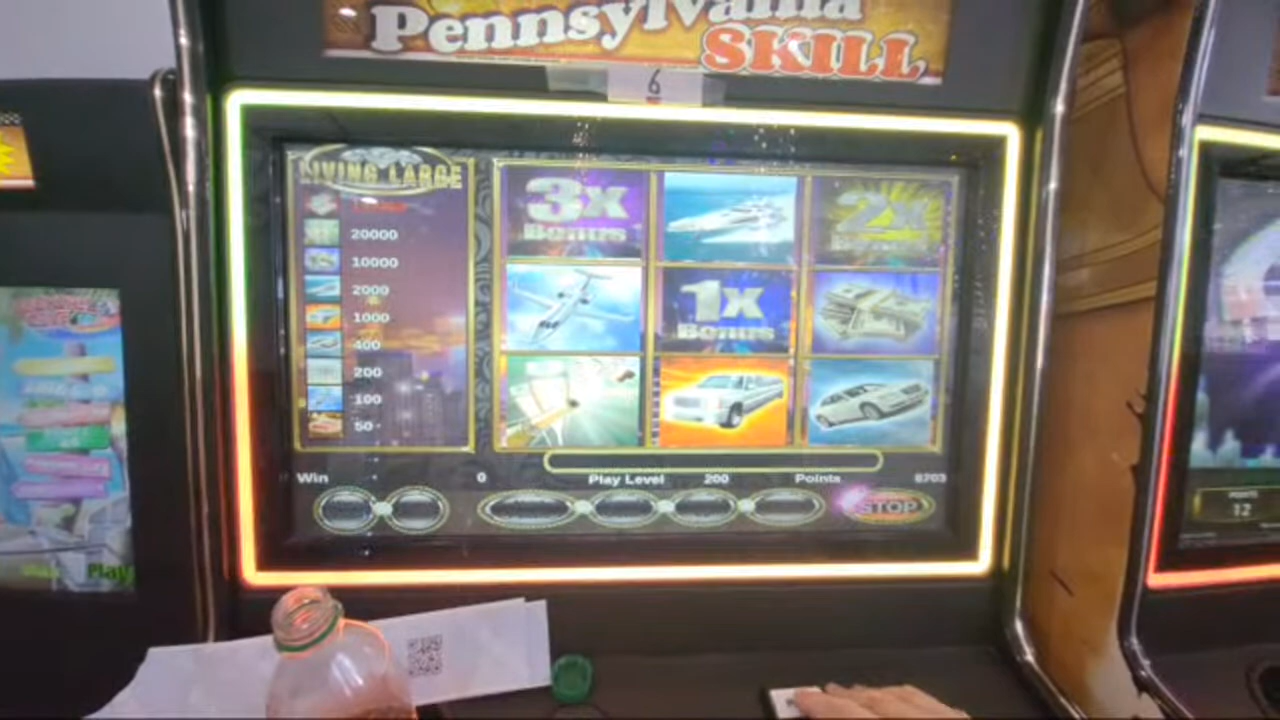 Pennsylvania
SKILL
6
LIVING LARGE
20000
10000
2000
1000
400
200
100
50
3X
Bonus
2X
1X
Bonus
Win 0 Play Level 200 Points 8703
STOP
Play
POINTS
12